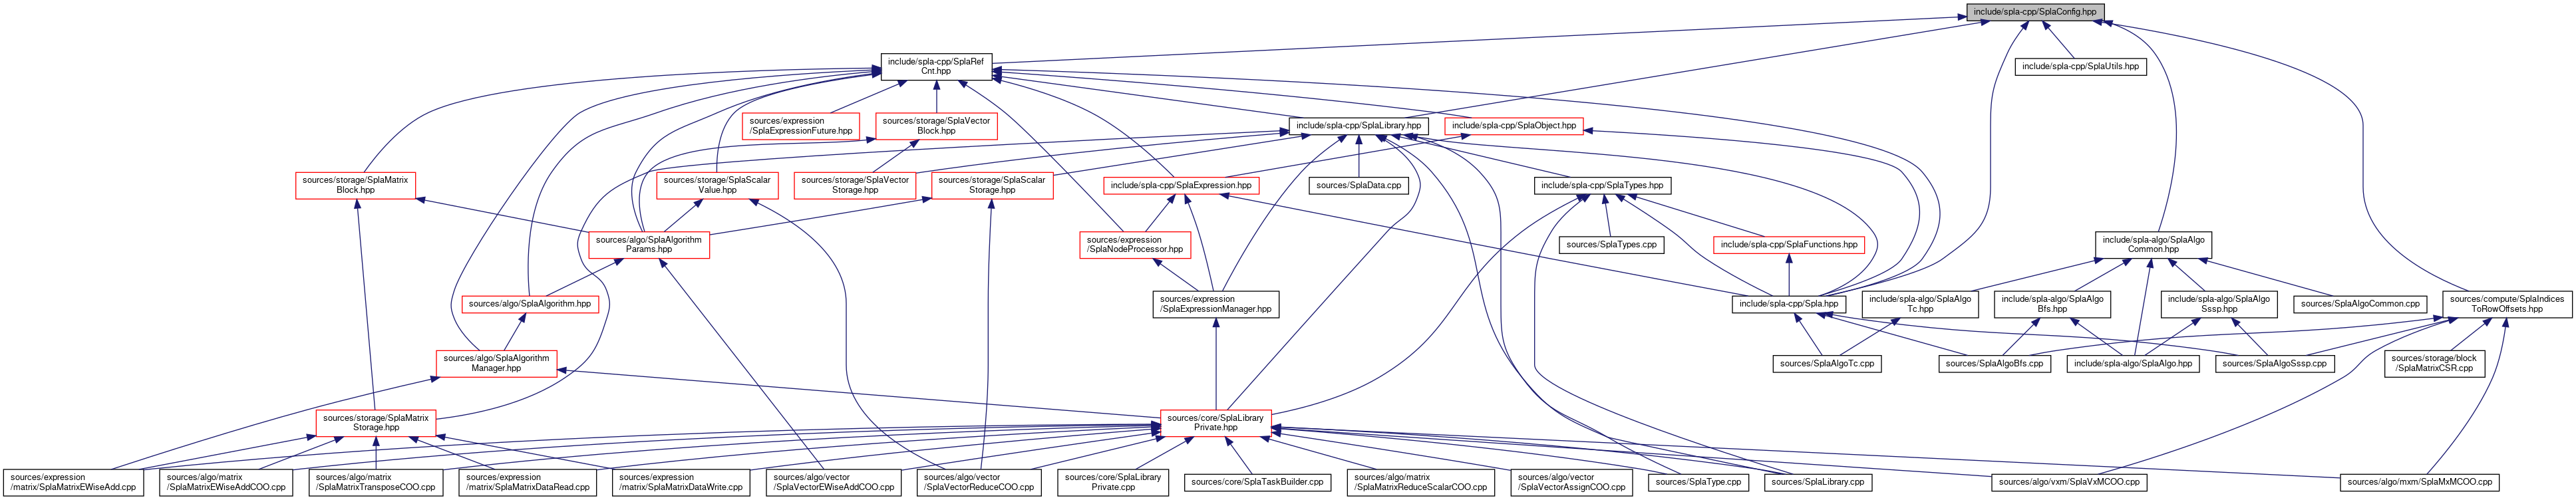 include/spla-cpp/SplaConfig.hpp
include/spla-cpp/SplaRef
Cnt.hpp
include/spla-cpp/SplaUtils.hpp
sources/expression
/SplaExpressionFuture.hpp
sources/storage/SplaVector
Block.hpp
include/spla-cpp/SplaLibrary.hpp
include/spla-cpp/SplaObject.hpp
sources/storage/SplaMatrix
Block.hpp
sources/storage/SplaScalar
Value.hpp
sources/storage/SplaVector
Storage.hpp
sources/storage/SplaScalar
Storage.hpp
include/spla-cpp/SplaExpression.hpp
sources/SplaData.cpp
include/spla-cpp/SplaTypes.hpp
sources/algo/SplaAlgorithm
Params.hpp
sources/expression
/SplaNodeProcessor.hpp
sources/SplaTypes.cpp
include/spla-cpp/SplaFunctions.hpp
include/spla-algo/SplaAlgo
Common.hpp
sources/algo/SplaAlgorithm.hpp
sources/expression
/SplaExpressionManager.hpp
include/spla-cpp/Spla.hpp
include/spla-algo/SplaAlgo
Tc.hpp
include/spla-algo/SplaAlgo
Bfs.hpp
include/spla-algo/SplaAlgo
Sssp.hpp
sources/SplaAlgoCommon.cpp
sources/compute/SplaIndices
ToRowOffsets.hpp
sources/algo/SplaAlgorithm
Manager.hpp
sources/SplaAlgoTc.cpp
sources/SplaAlgoBfs.cpp
include/spla-algo/SplaAlgo.hpp
sources/SplaAlgoSssp.cpp
sources/storage/block
/SplaMatrixCSR.cpp
sources/storage/SplaMatrix
Storage.hpp
sources/core/SplaLibrary
Private.hpp
sources/expression
/matrix/SplaMatrixEWiseAdd.cpp
sources/algo/matrix
/SplaMatrixEWiseAddCOO.cpp
sources/algo/matrix
/SplaMatrixTransposeCOO.cpp
sources/expression
/matrix/SplaMatrixDataRead.cpp
sources/expression
/matrix/SplaMatrixDataWrite.cpp
sources/algo/vector
/SplaVectorEWiseAddCOO.cpp
sources/algo/vector
/SplaVectorReduceCOO.cpp
sources/core/SplaLibrary
Private.cpp
sources/core/SplaTaskBuilder.cpp
sources/algo/matrix
/SplaMatrixReduceScalarCOO.cpp
sources/algo/vector
/SplaVectorAssignCOO.cpp
sources/SplaType.cpp
sources/SplaLibrary.cpp
sources/algo/vxm/SplaVxMCOO.cpp
sources/algo/mxm/SplaMxMCOO.cpp